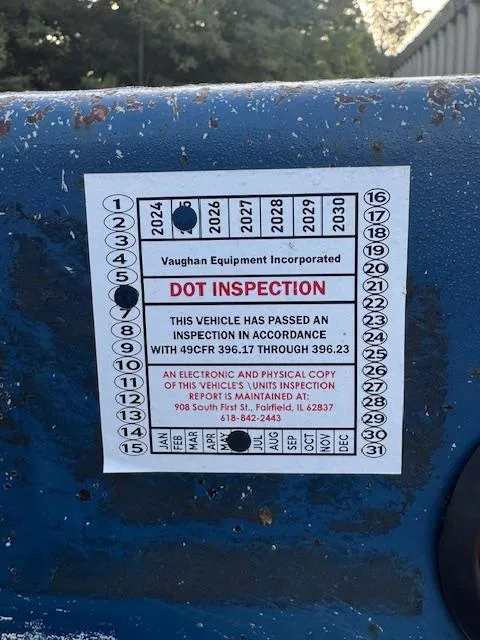 1
2
3
4
5
7
8
9
10
11
12
13
14
15
2024
2026
2027
2028
2029
2030
Vaughan Equipment Incorporated
DOT INSPECTION
THIS VEHICLE HAS PASSED AN
INSPECTION IN ACCORDANCE
WITH 49CFR 396.17 THROUGH 396.23
AN ELECTRONIC AND PHYSICAL COPY
OF THIS VEHICLE'S \UNITS INSPECTION
REPORT IS MAINTAINED AT:
908 South First St., Fairfield, IL 62837
618-842-2443
JAN
FEB
MAR
APR
MAY
JUL
AUG
SEP
OCT
NOV
DEC
16
17
18
19
20
21
22
23
24
25
26
27
28
29
30
31